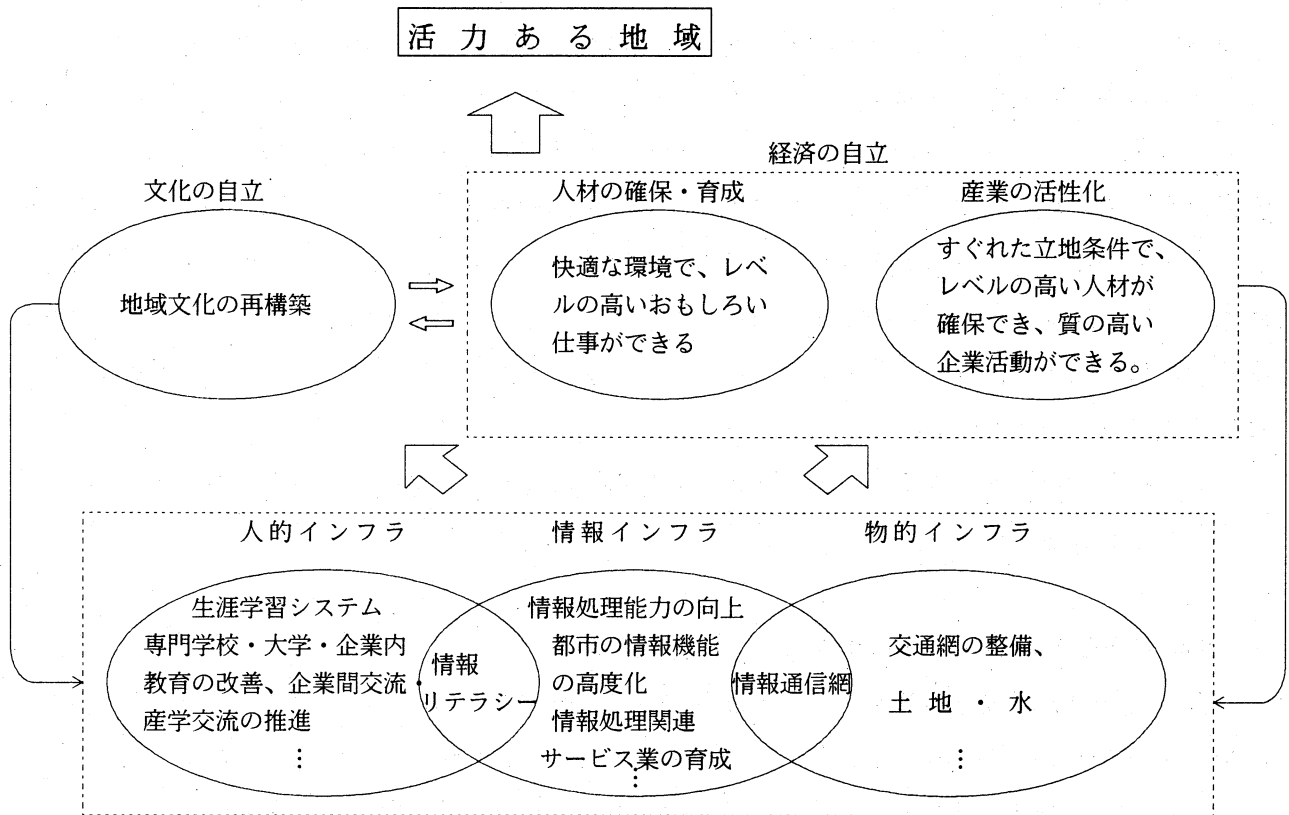 活力ある地域
経済の自立
文化の自立
地域文化の再構築
人材の確保・育成
快適な環境で、レベ
ルの高いおもしろい
仕事ができる
産業の活性化
すぐれた立地条件で、
レベルの高い人材が
確保でき、質の高い
企業活動ができる。
人的インフラ
生涯学習システム
専門学校・大学・企業内
教育の改善、企業間交流・
産学交流の推進
⋮
情報
リテラシー
情報インフラ
情報処理能力の向上
都市の情報機能
の高度化
情報処理関連
サービス業の育成
⋮
情報通信網
物的インフラ
交通網の整備、
土地・水
⋮